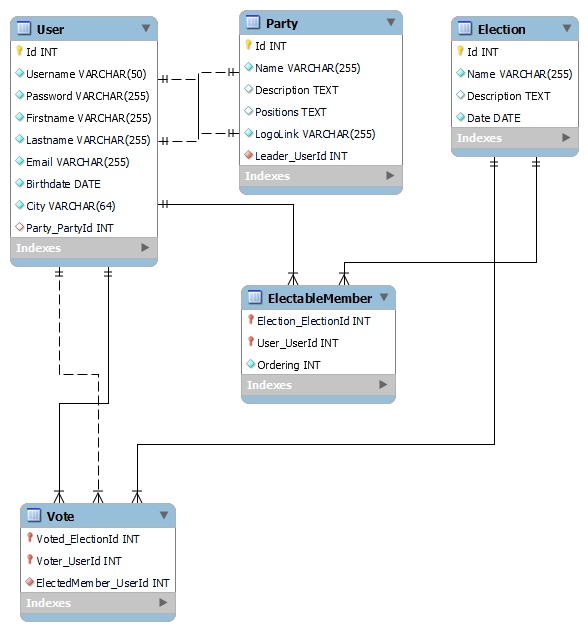 User
Id INT
Username VARCHAR(50)
Password VARCHAR(255)
Firstname VARCHAR(255)
Lastname VARCHAR(255)
Email VARCHAR(255)
Birthdate DATE
City VARCHAR(64)
Party_PartyId INT
Indexes
Party
Id INT
Name VARCHAR(255)
Description TEXT
Positions TEXT
LogoLink VARCHAR(255)
Leader_UserId INT
Indexes
Election
Id INT
Name VARCHAR(255)
Description TEXT
Date DATE
Indexes
ElectableMember
Election_ElectionId INT
User_UserId INT
Ordering INT
Indexes
Vote
Voted_ElectionId INT
Voter_UserId INT
ElectedMember_UserId INT
Indexes